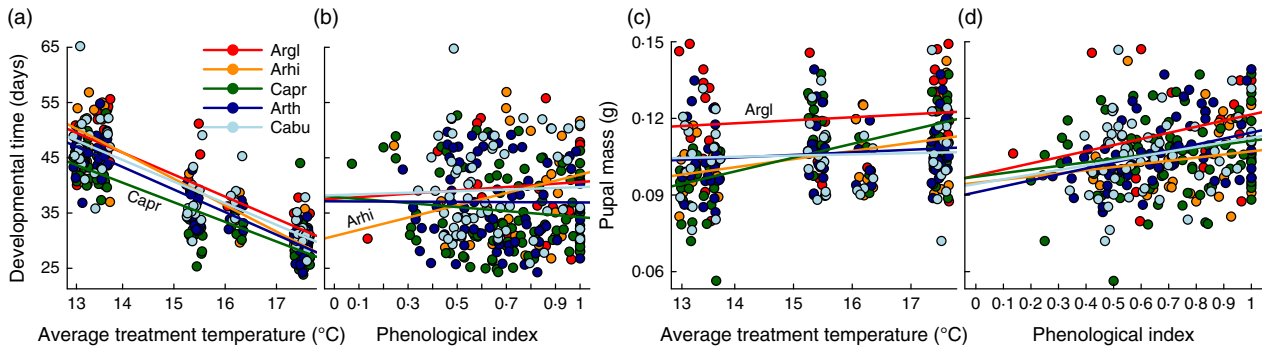 (a)
Developmental time (days)
65
55
45
35
25
Argl
Arhi
Capr
Arth
Cabu
Capr
13 14 15 16 17
Average treatment temperature (°C)
(b)
Arhi
0 0·1 0·3 0·5 0·7 0·9 1
Phenological index
(c)
Pupal mass (g)
0·15
0·12
0·09
0·06
Argl
13 14 15 16 17
Average treatment temperature (°C)
(d)
0 0·1 0·2 0·3 0·4 0·5 0·6 0·7 0·8 0·9 1
Phenological index